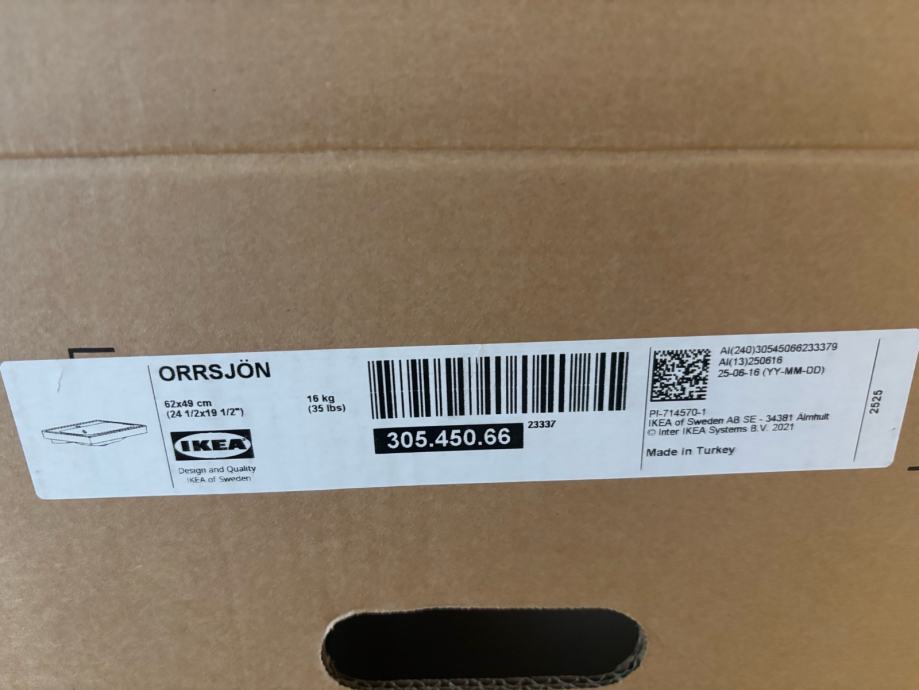 ORRSJÖN
62x49 cm
(24 1/2x19 1/2")
16 kg
(35 lbs)
IKEA
Design and Quality
IKEA of Sweden
305.450.66
23337
AI(240)30545066233379
AI(13)250616
25-06-16 (YY-MM-DD)
PI-714570-1
IKEA of Sweden AB SE - 34381 Älmhult
© Inter IKEA Systems B.V. 2021
Made in Turkey
2525